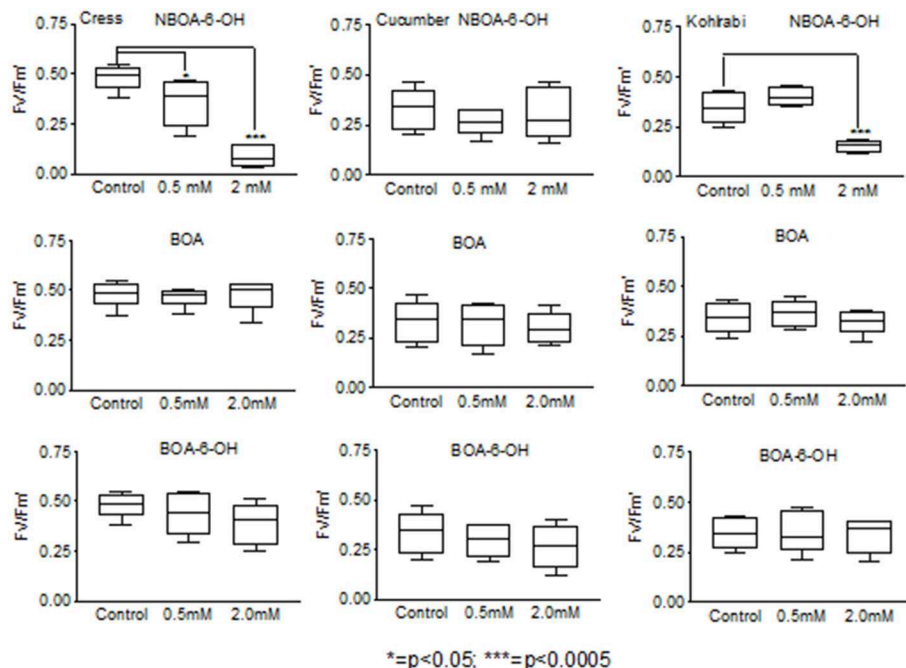 Cress NBOA-6-OH
0.75
0.50
0.25
0.00
Fv/Fm'
*
***
Control 0.5 mM 2 mM
Cucumber NBOA-6-OH
0.75
0.50
0.25
0.00
Fv/Fm'
Control 0.5 mM 2 mM
Kohlrabi NBOA-6-OH
0.75
0.50
0.25
0.00
Fv/Fm'
***
Control 0.5 mM 2 mM
BOA
0.75
0.50
0.25
0.00
Fv/Fm'
Control 0.5mM 2.0mM
BOA
0.75
0.50
0.25
0.00
Fv/Fm'
Control 0.5mM 2.0mM
BOA
0.75
0.50
0.25
0.00
Fv/Fm'
Control 0.5mM 2.0mM
BOA-6-OH
0.75
0.50
0.25
0.00
Fv/Fm'
Control 0.5mM 2.0mM
BOA-6-OH
0.75
0.50
0.25
0.00
Fv/Fm'
Control 0.5mM 2.0mM
BOA-6-OH
0.75
0.50
0.25
0.00
Fv/Fm'
Control 0.5mM 2.0mM
*=p<0.05; ***=p<0.0005